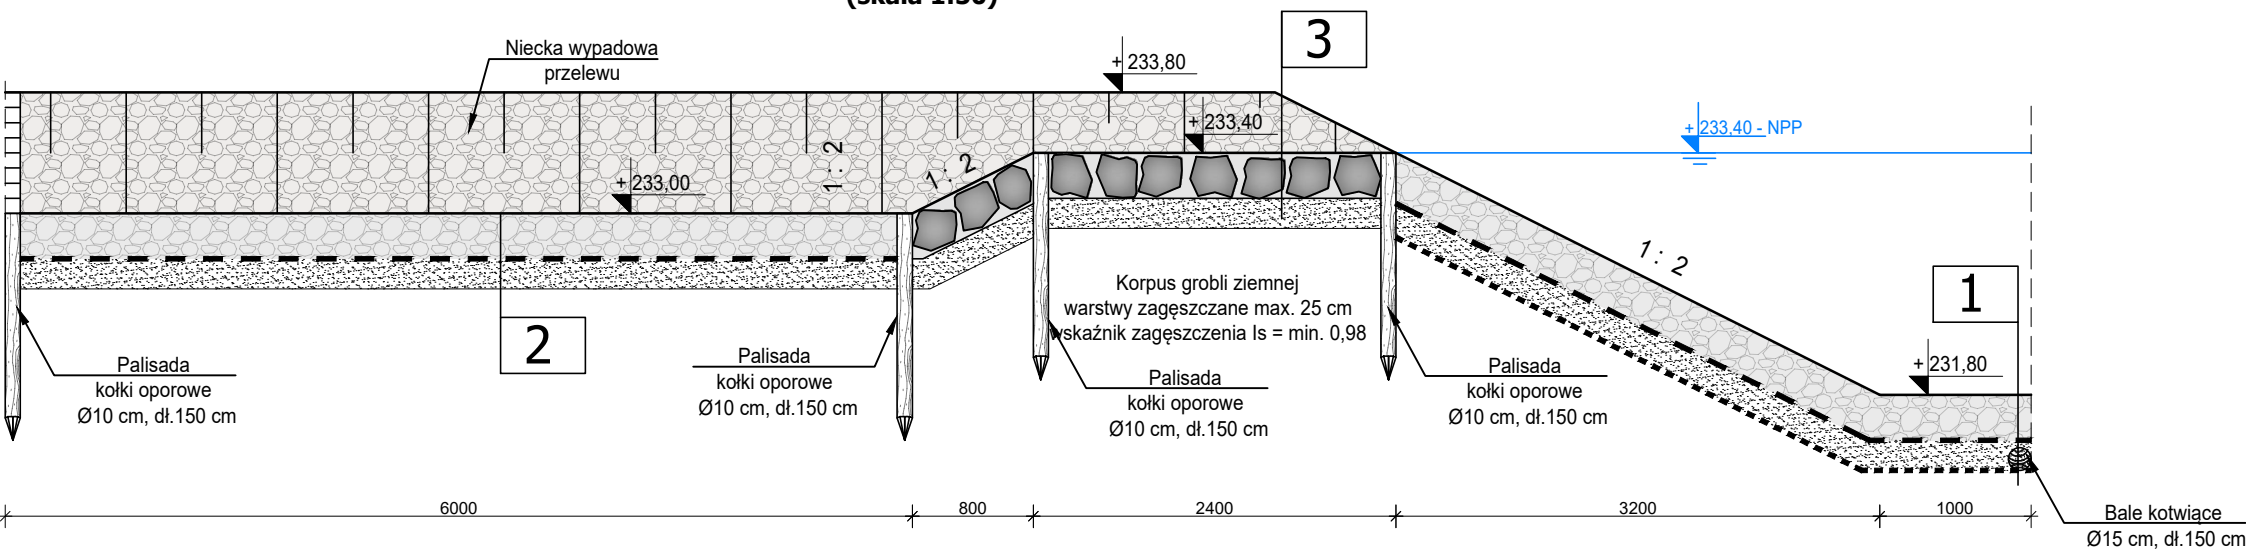 (skala 1:50)
Niecka wypadowa
przelewu
+ 233,80
3
+ 233,40
+ 233,40 - NPP
1 : 2
1 : 2
+ 233,00
1 : 2
Korpus grobli ziemnej
warstwy zagęszczane max. 25 cm
wskaźnik zagęszczenia Is = min. 0,98
1
2
+ 231,80
Palisada
kołki oporowe
Ø10 cm, dł.150 cm
Palisada
kołki oporowe
Ø10 cm, dł.150 cm
Palisada
kołki oporowe
Ø10 cm, dł.150 cm
Palisada
kołki oporowe
Ø10 cm, dł.150 cm
6000
800
2400
3200
1000
Bale kotwiące
Ø15 cm, dł.150 cm